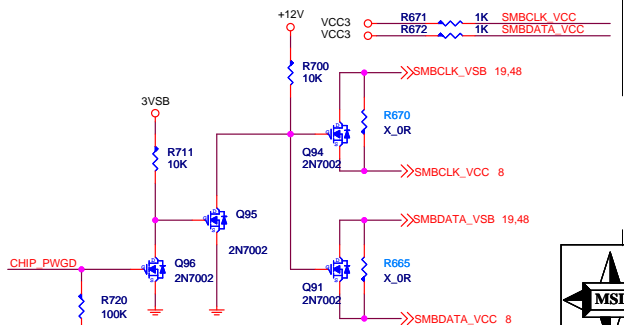 +12V
VCC3 R671 1K SMBCLK_VCC
VCC3 R672 1K SMBDATA_VCC
R700
10K
SMBCLK_VSB 19,48
3VSB
R670
X_0R
R711
10K
Q94
2N7002
SMBCLK_VCC 8
Q95
2N7002
SMBDATA_VSB 19,48
CHIP_PWGD
Q96
2N7002
R665
X_0R
Q91
2N7002
R720
100K
SMBDATA_VCC 8